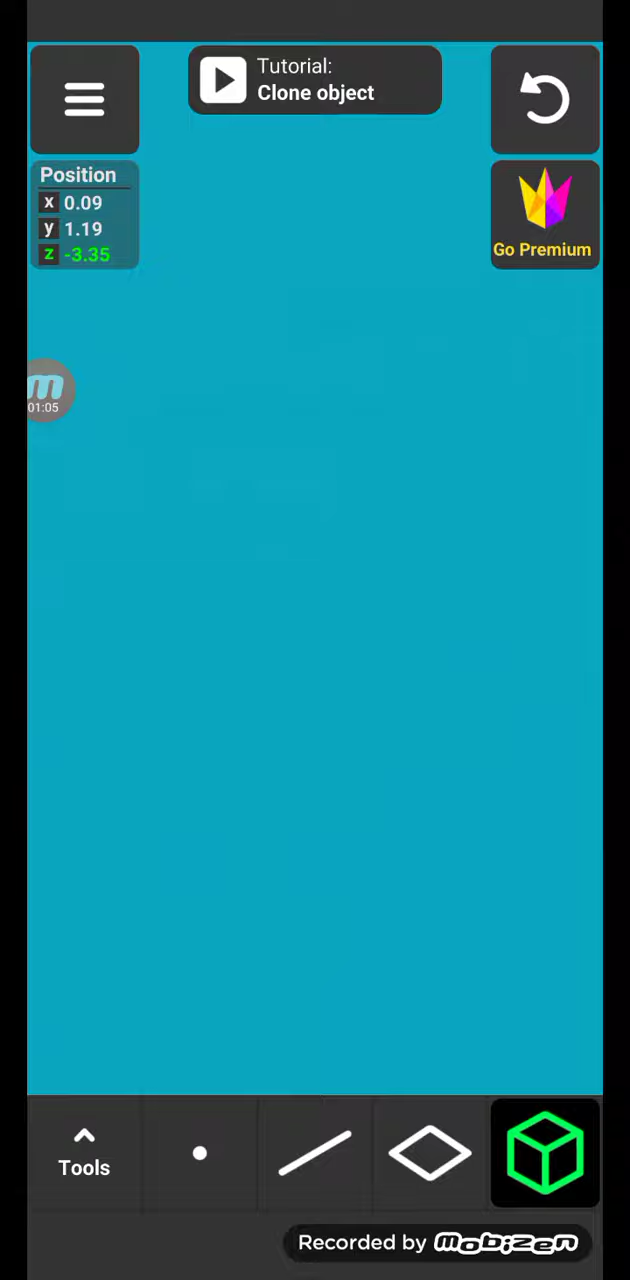 Tutorial:
Clone object
Position
x 0.09
y 1.19
z -3.35
Go Premium
m
01:05
Tools
Recorded by mobizen